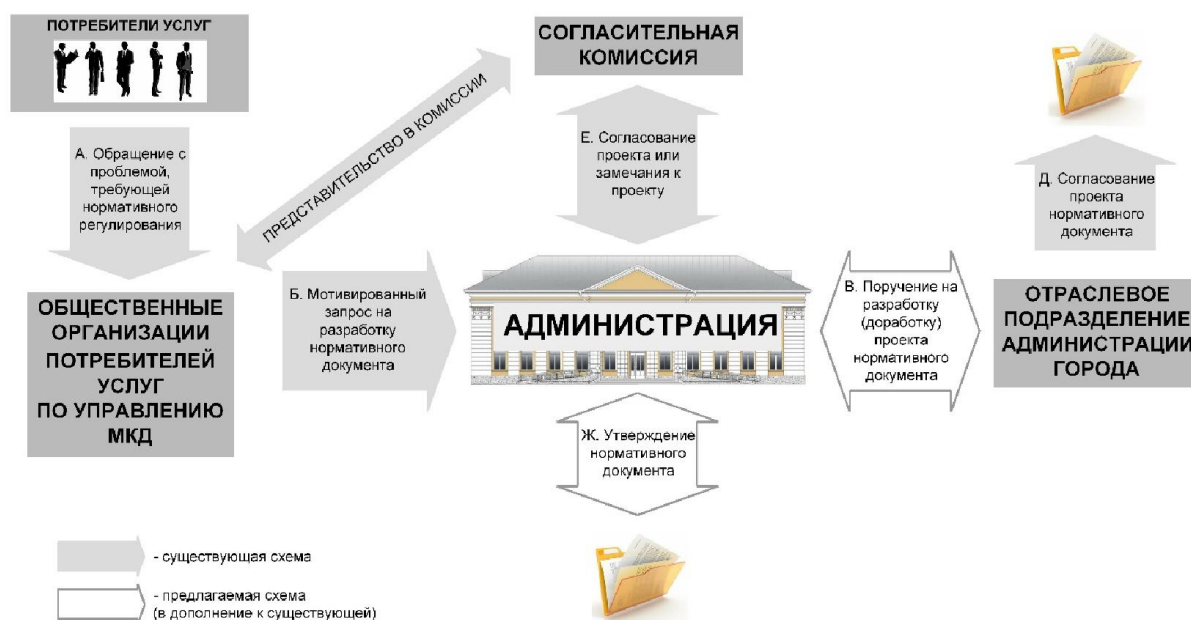 ПОТРЕБИТЕЛИ УСЛУГ
СОГЛАСИТЕЛЬНАЯ
КОМИССИЯ
А. Обращение с
проблемой,
требующей
нормативного
регулирования
ПРЕДСТАВИТЕЛЬСТВО В КОМИССИИ
Е. Согласование
проекта или
замечания к
проекту
Д. Согласование
проекта
нормативного
документа
ОБЩЕСТВЕННЫЕ
ОРГАНИЗАЦИИ
ПОТРЕБИТЕЛЕЙ
УСЛУГ
ПО УПРАВЛЕНИЮ
МКД
Б. Мотивированный
запрос на
разработку
нормативного
документа
АДМИНИСТРАЦИЯ
В. Поручение на
разработку
(доработку)
проекта
нормативного
документа
ОТРАСЛЕВОЕ
ПОДРАЗДЕЛЕНИЕ
АДМИНИСТРАЦИИ
ГОРОДА
Ж. Утверждение
нормативного
документа
- существующая схема
- предлагаемая схема
(в дополнение к существующей)